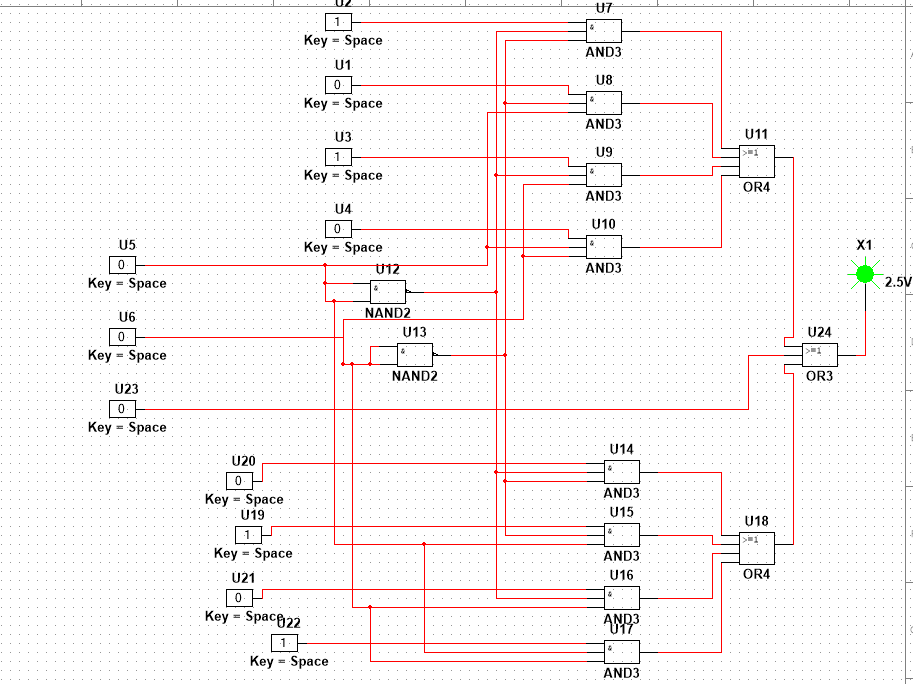 U2
1
Key = Space
U7
&
AND3
U1
0
Key = Space
U8
&
AND3
U3
1
Key = Space
U9
&
AND3
U11
>=1
OR4
U4
0
Key = Space
U10
&
AND3
U5
0
Key = Space
U12
&
NAND2
X1
2.5V
U6
0
Key = Space
U13
&
NAND2
U24
>=1
OR3
U23
0
Key = Space
U20
0
Key = Space
U14
&
AND3
U19
1
Key = Space
U15
&
AND3
U18
>=1
OR4
U21
0
Key = Space
U16
&
AND3
U22
1
Key = Space
U17
&
AND3